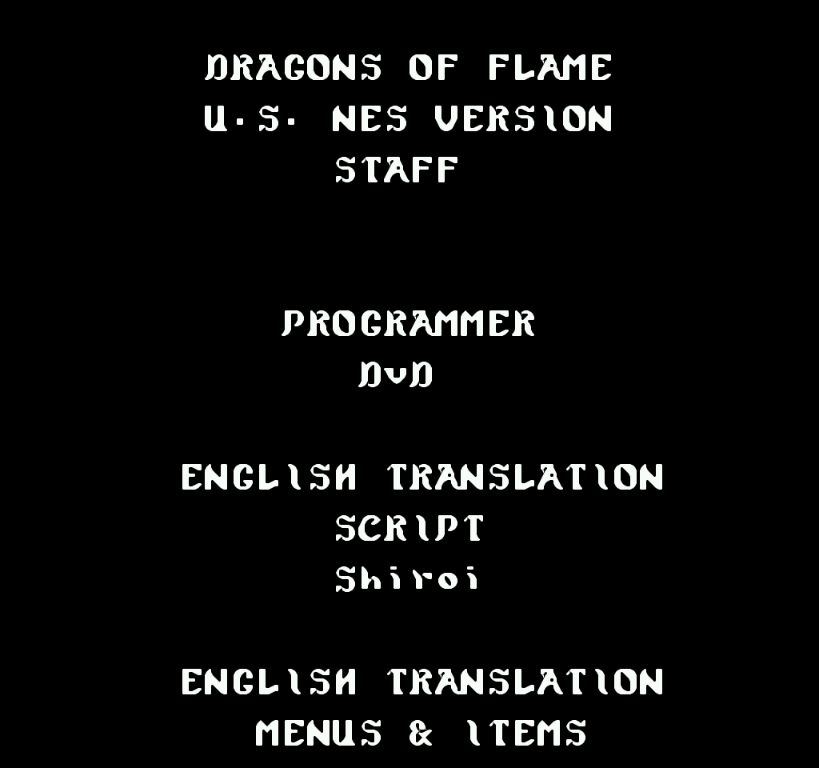 DRAGONS OF FLAME
U.S. NES VERSION
STAFF
PROGRAMMER
DvD
ENGLISH TRANSLATION
SCRIPT
Shiroi
ENGLISH TRANSLATION
MENUS & ITEMS